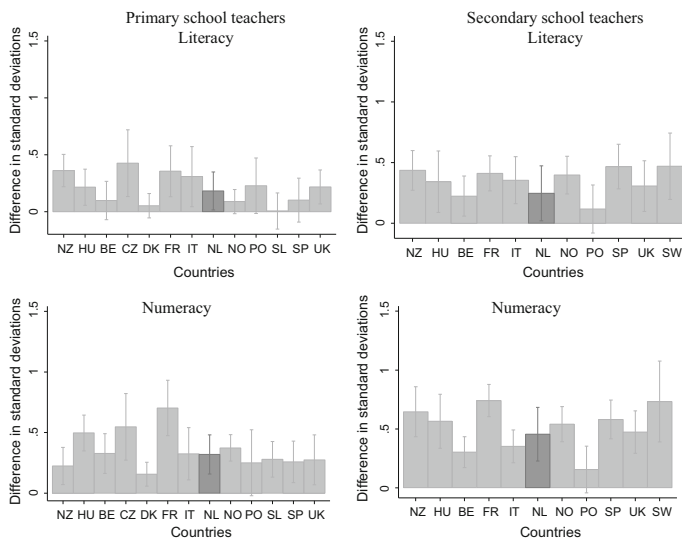 Primary school teachers
Literacy
Difference in standard deviations
1.5
1
.5
0
NZ HU BE CZ DK FR IT NL NO PO SL SP UK
Countries
Secondary school teachers
Literacy
Difference in standard deviations
1.5
1
.5
0
NZ HU BE FR IT NL NO PO SP UK SW
Countries
Numeracy
Difference in standard deviations
1.5
1
.5
0
NZ HU BE CZ DK FR IT NL NO PO SL SP UK
Countries
Numeracy
Difference in standard deviations
1.5
1
.5
0
NZ HU BE FR IT NL NO PO SP UK SW
Countries